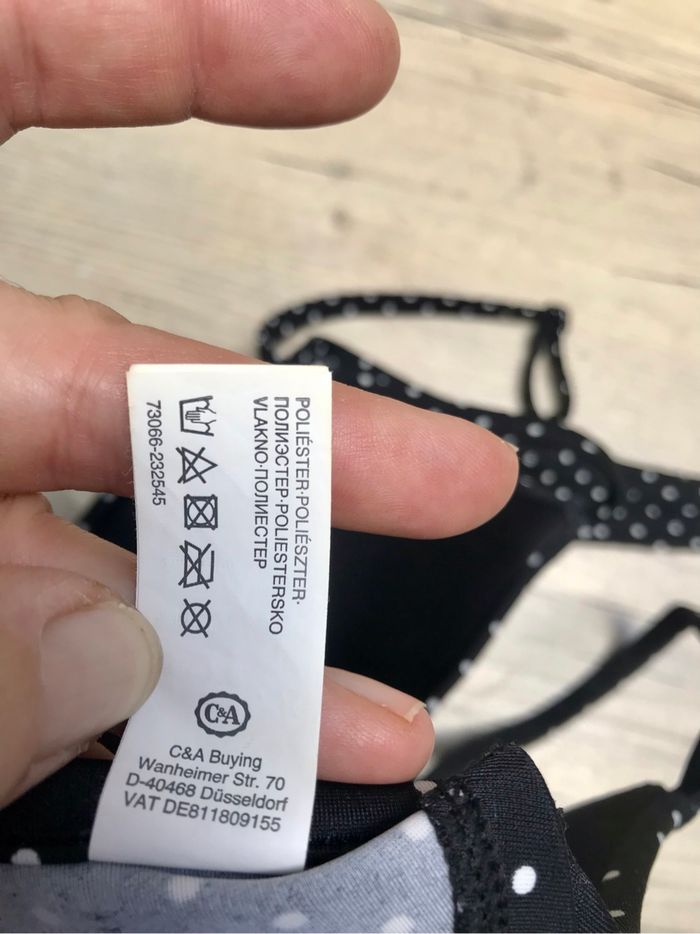 POLIÉSTER·POLIÉSZTER·
ПОЛИЭСТЕР·POLIESTERSKO
VLAKNO·ПОЛИЕСТЕР
73066-232545
C&A
C&A Buying
Wanheimer Str. 70
D-40468 Düsseldorf
VAT DE811809155